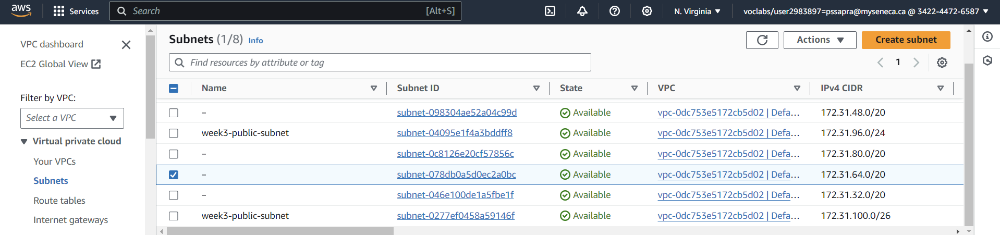 aws Services Search [Alt+S] N. Virginia voclabs/user2983897=pssapra@myseneca.ca @ 3422-4472-6587
VPC dashboard
EC2 Global View
Filter by VPC:
Select a VPC
Virtual private cloud
Your VPCs
Subnets
Route tables
Internet gateways
Subnets (1/8) Info Actions Create subnet
Find resources by attribute or tag 1
Name Subnet ID State VPC IPv4 CIDR
– subnet-098304ae52a04c99d Available vpc-0dc753e5172cb5d02 | Defa… 172.31.48.0/20
week3-public-subnet subnet-04095e1f4a3bddff8 Available vpc-0dc753e5172cb5d02 | Defa… 172.31.96.0/24
– subnet-0c8126e20cf57856c Available vpc-0dc753e5172cb5d02 | Defa… 172.31.80.0/20
– subnet-078db0a5d0ec2a0bc Available vpc-0dc753e5172cb5d02 | Defa… 172.31.64.0/20
– subnet-046e100de1a5fbe1f Available vpc-0dc753e5172cb5d02 | Defa… 172.31.32.0/20
week3-public-subnet subnet-0277ef0458a59146f Available vpc-0dc753e5172cb5d02 | Defa… 172.31.100.0/26